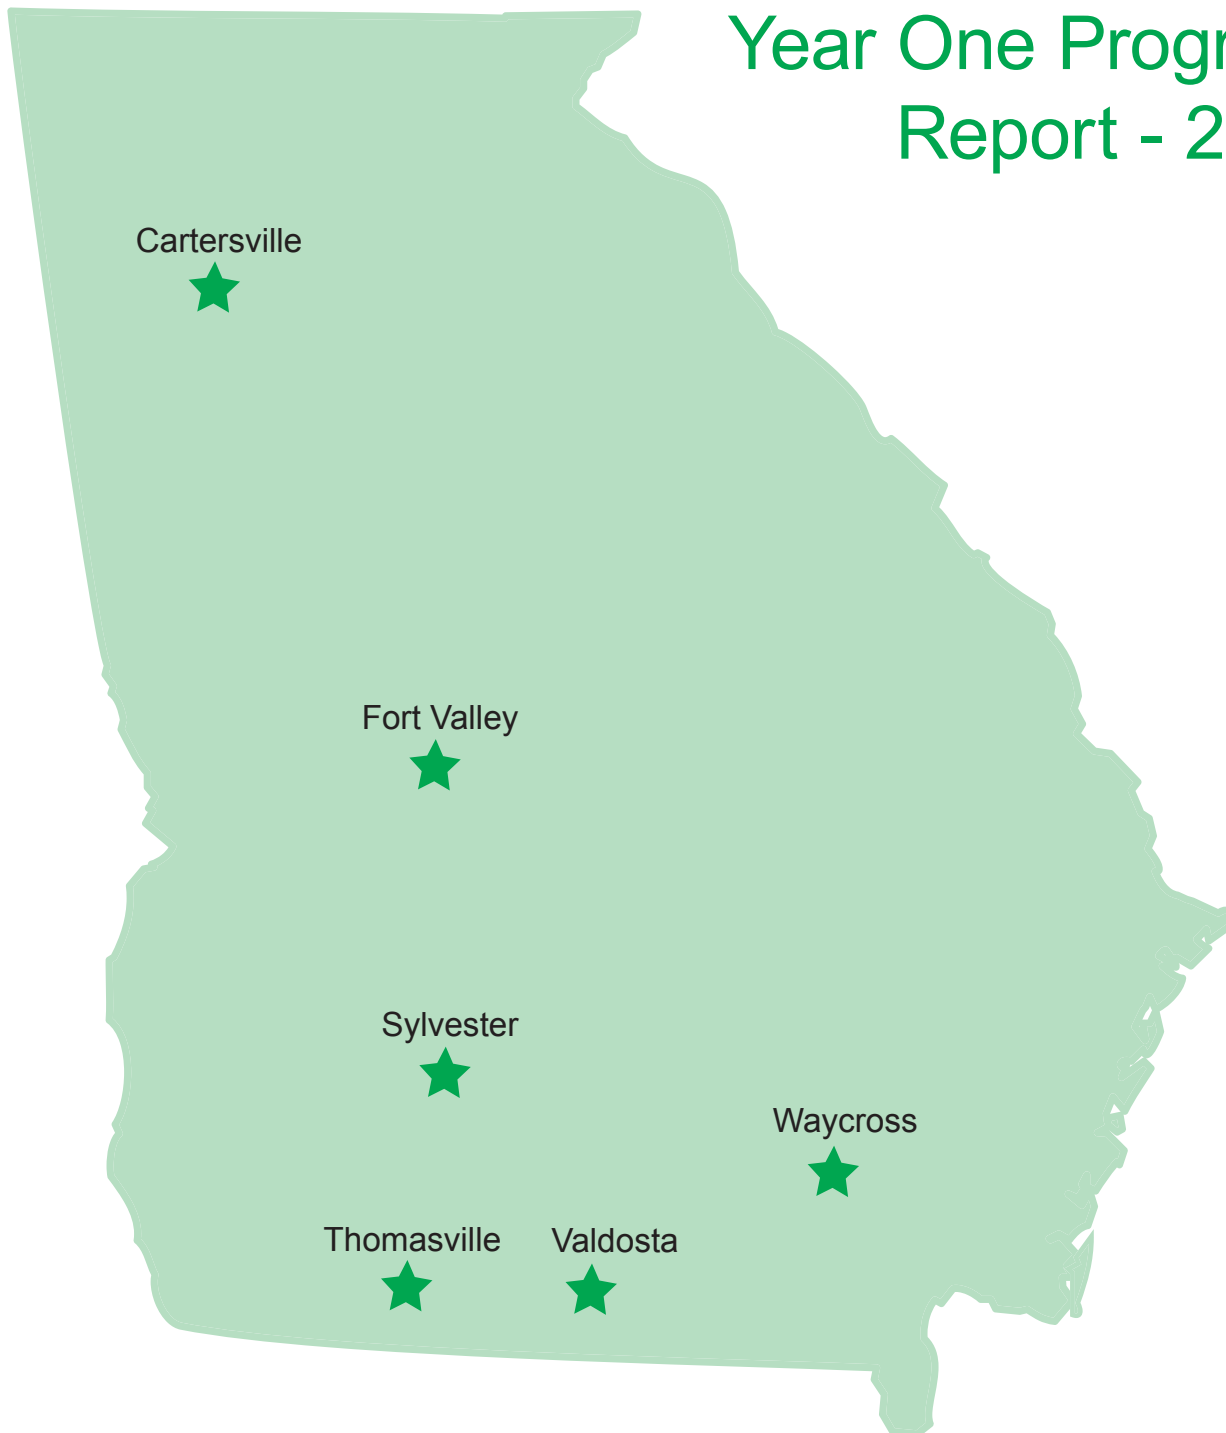 Year One Progr
Report - 2
Cartersville
Fort Valley
Sylvester
Waycross
Thomasville
Valdosta